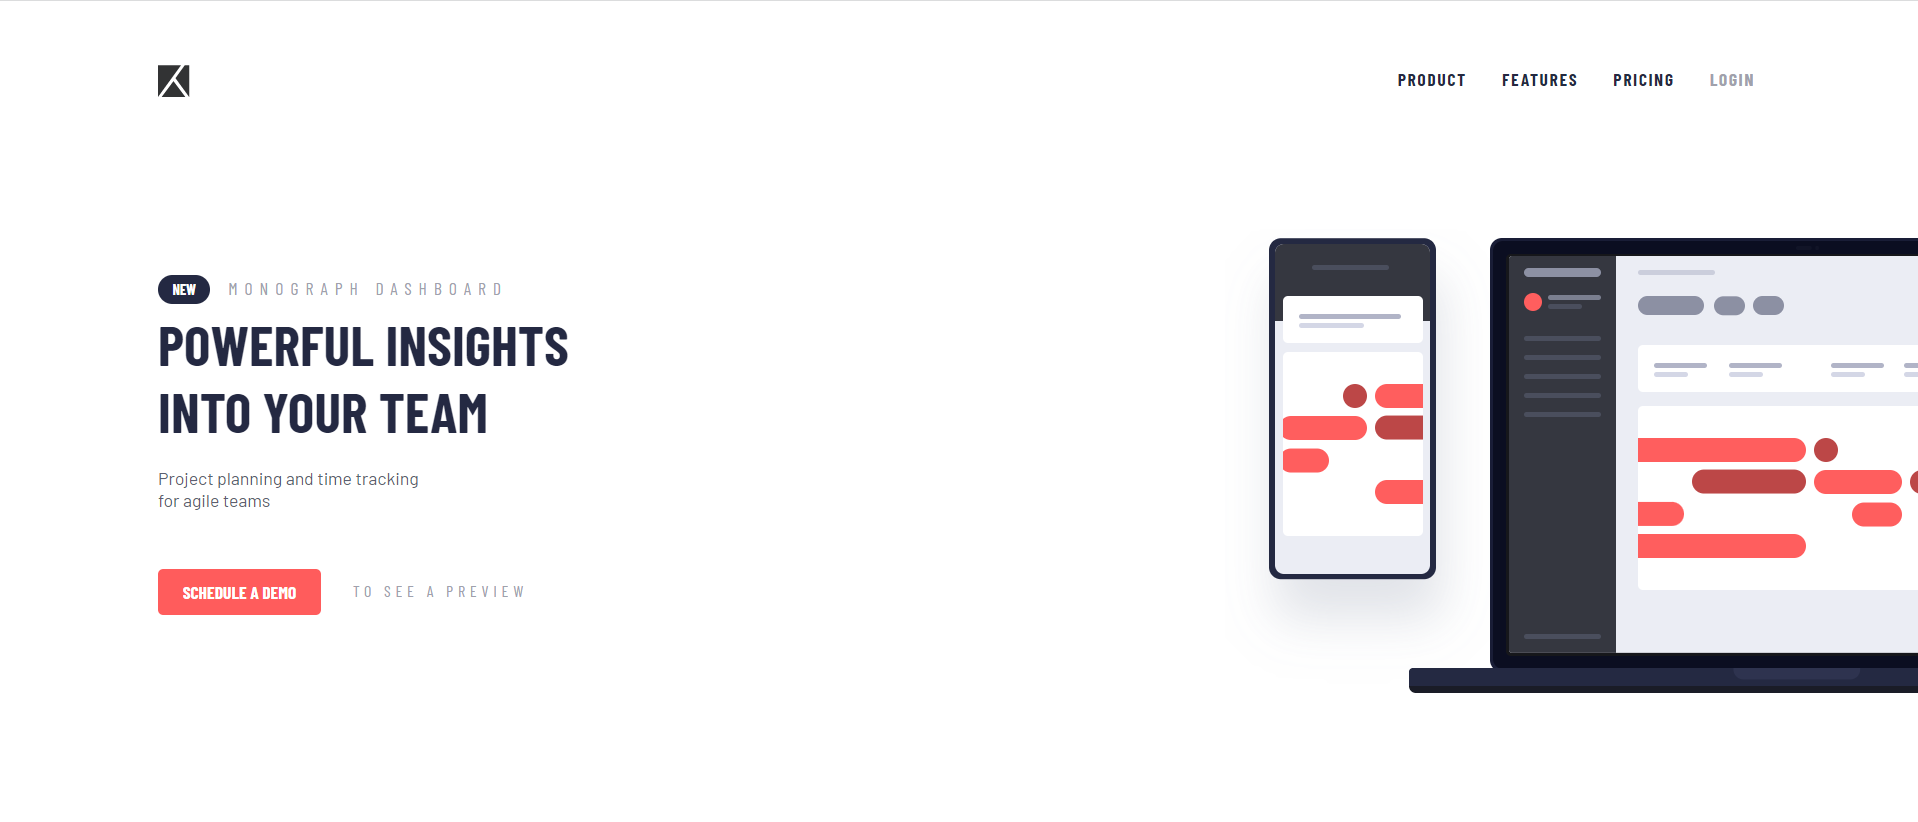 PRODUCT FEATURES PRICING LOGIN
NEW MONOGRAPH DASHBOARD
POWERFUL INSIGHTS
INTO YOUR TEAM
Project planning and time tracking
for agile teams
SCHEDULE A DEMO TO SEE A PREVIEW